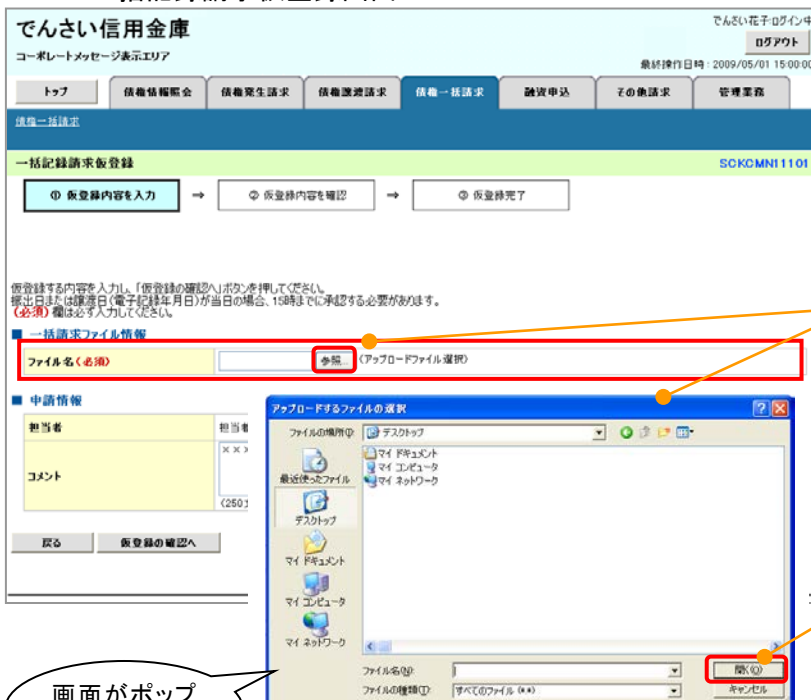 でんさい信用金庫
コーポレートメッセージ表示エリア
でんさい花子:ログイン中
ログアウト
最終操作日時:2009/05/01 15:00:00
トップ
債権情報照会
債権発生請求
債権譲渡請求
債権一括請求
融資申込
その他請求
管理業務
債権一括請求
一括記録請求仮登録
SCKCMN11101
① 仮登録内容を入力
⇒
② 仮登録内容を確認
⇒
③ 仮登録完了
仮登録する内容を入力し、「仮登録の確認へ」ボタンを押してください。
振出日または譲渡日(電子記録年月日)が当日の場合、15時までに承認する必要があります。
(必須)欄は必ず入力してください。
■ 一括請求ファイル情報
ファイル名(必須)
参照...
(アップロードファイル選択)
■ 申請情報
担当者
担当者
コメント
×××
(250文
戻る
仮登録の確認へ
アップロードするファイルの選択
ファイルの場所(I):
デスクトップ
最近使ったファイル
デスクトップ
マイ ドキュメント
マイ コンピュータ
マイ ネットワーク
マイ ドキュメント
マイ コンピュータ
マイ ネットワーク
ファイル名(N):
開く(O)
ファイルの種類(T):
すべてのファイル (*.*)
キャンセル
画面がポップ